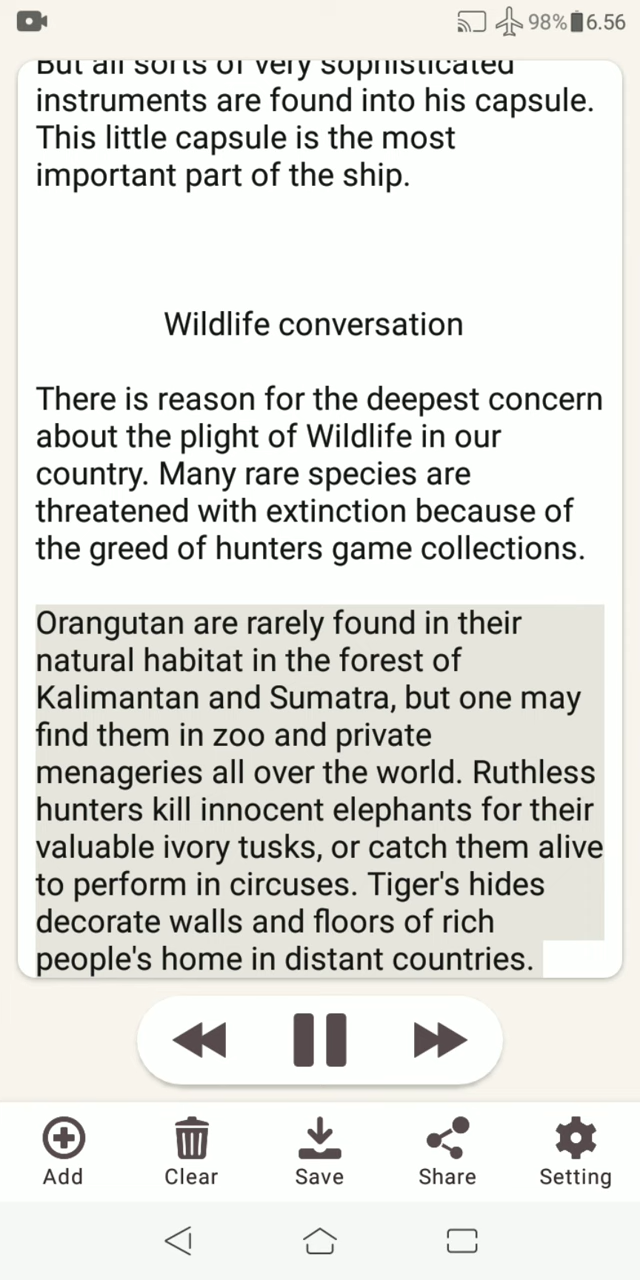 98% 6.56
But all sorts of very sophisticated
instruments are found into his capsule.
This little capsule is the most
important part of the ship.
Wildlife conversation
There is reason for the deepest concern
about the plight of Wildlife in our
country. Many rare species are
threatened with extinction because of
the greed of hunters game collections.
Orangutan are rarely found in their
natural habitat in the forest of
Kalimantan and Sumatra, but one may
find them in zoo and private
menageries all over the world. Ruthless
hunters kill innocent elephants for their
valuable ivory tusks, or catch them alive
to perform in circuses. Tiger's hides
decorate walls and floors of rich
people's home in distant countries.
Add Clear Save Share Setting